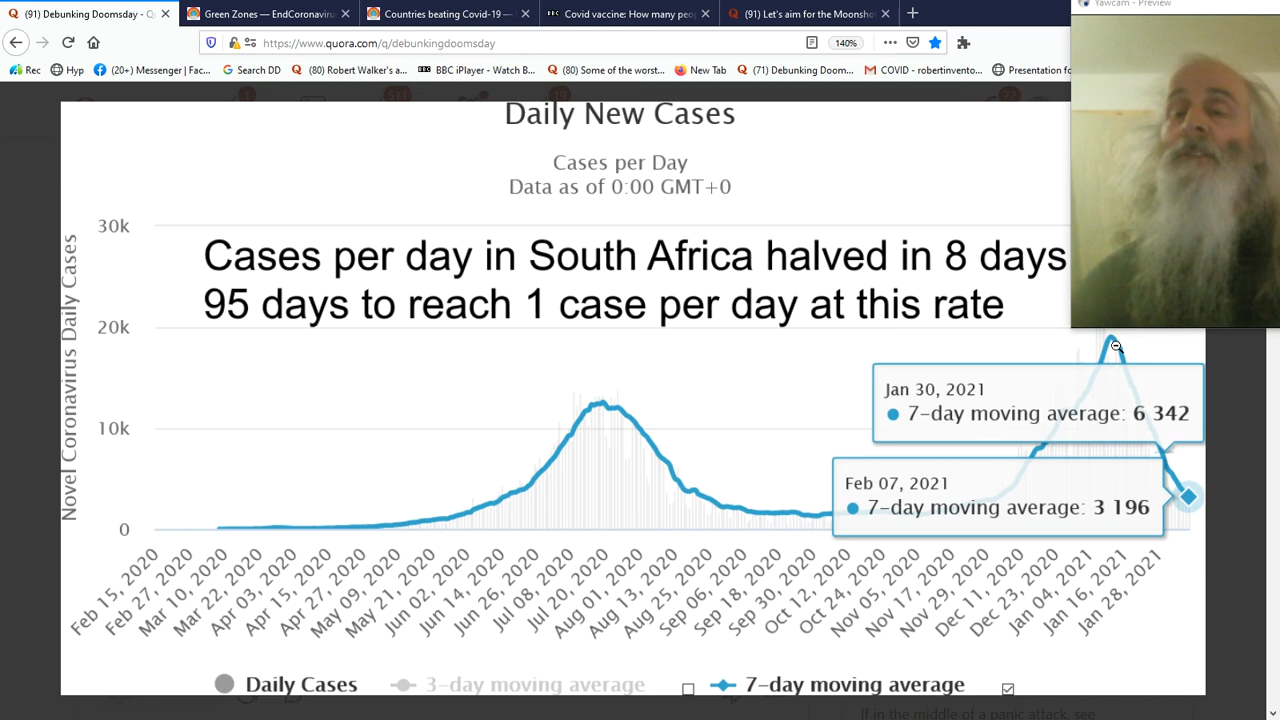 (91) Debunking Doomsday - Q
Green Zones — EndCoronaviru
Countries beating Covid-19 —
BBC Covid vaccine: How many peop
(91) Let's aim for the Moonshot
Yawcam - Preview
https://www.quora.com/q/debunkingdoomsday
140%
Rec
Hyp
(20+) Messenger | Fac...
Search DD
(80) Robert Walker's a...
BBC iPlayer - Watch B...
(80) Some of the worst...
New Tab
(71) Debunking Doom...
COVID - robertinvento...
Presentation fo
Daily New Cases
Cases per Day
Data as of 0:00 GMT+0
Cases per day in South Africa halved in 8 days
95 days to reach 1 case per day at this rate
Novel Coronavirus Daily Cases
30k
20k
10k
0
Jan 30, 2021
7-day moving average: 6 342
Feb 07, 2021
7-day moving average: 3 196
Feb 15, 2020
Feb 27, 2020
Mar 10, 2020
Mar 22, 2020
Apr 03, 2020
Apr 15, 2020
Apr 27, 2020
May 09, 2020
May 21, 2020
Jun 02, 2020
Jun 14, 2020
Jun 26, 2020
Jul 08, 2020
Jul 20, 2020
Aug 01, 2020
Aug 13, 2020
Aug 25, 2020
Sep 06, 2020
Sep 18, 2020
Sep 30, 2020
Oct 12, 2020
Oct 24, 2020
Nov 05, 2020
Nov 17, 2020
Nov 29, 2020
Dec 11, 2020
Dec 23, 2020
Jan 04, 2021
Jan 16, 2021
Jan 28, 2021
Daily Cases
3-day moving average
7-day moving average
If in the middle of a panic attack, see